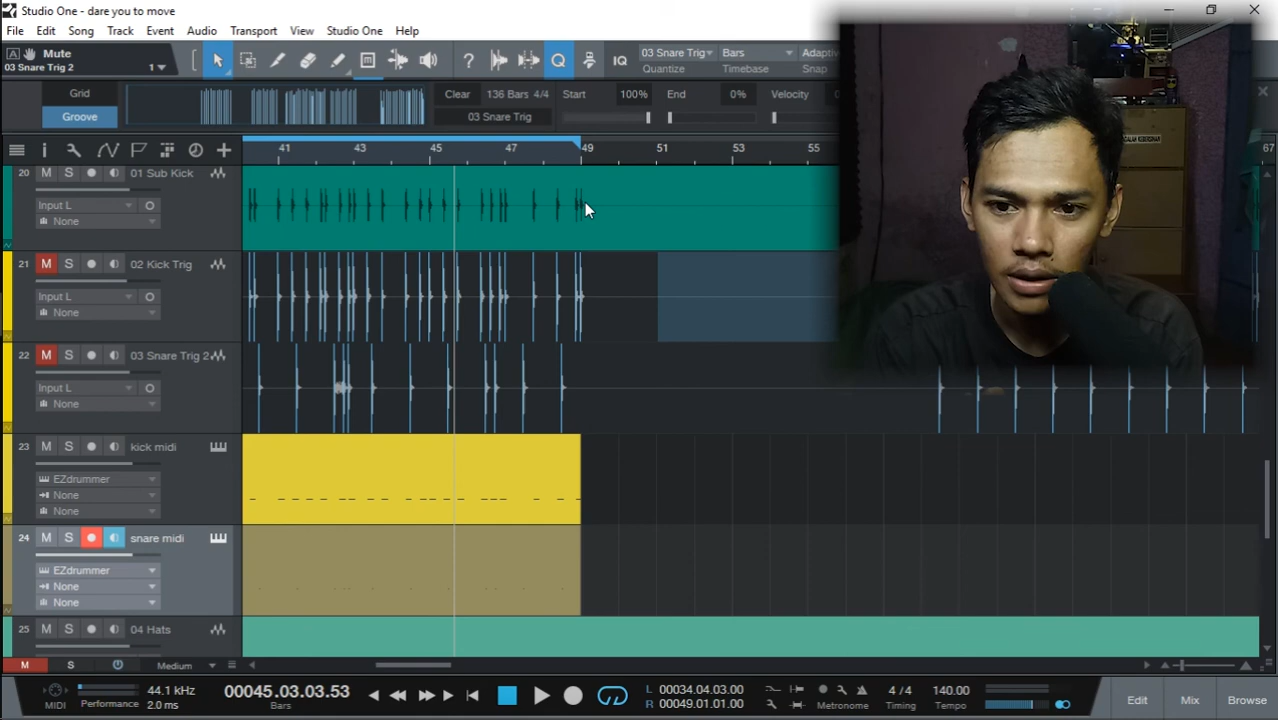 Studio One - dare you to move
File Edit Song Track Event Audio Transport View Studio One Help
A Mute
03 Snare Trig 2 1
? Q IQ 03 Snare Trig Bars Adaptiv
Quantize Timebase Snap
Grid Clear 136 Bars 4/4 Start 100% End 0% Velocity 0
Groove 03 Snare Trig
i 41 43 45 47 49 51 53 55 67
20 M S 01 Sub Kick
Input L
None
21 M S 02 Kick Trig
Input L
None
22 M S 03 Snare Trig 2
Input L
None
23 M S kick midi
EZdrummer
None
None
24 M S snare midi
EZdrummer
None
None
25 M S 04 Hats
M S Medium
MIDI Performance 44.1 kHz 2.0 ms 00045.03.03.53 Bars L 00034.04.03.00 R 00049.01.01.00 Metronome 4 / 4 Timing 140.00 Tempo Edit Mix Browse